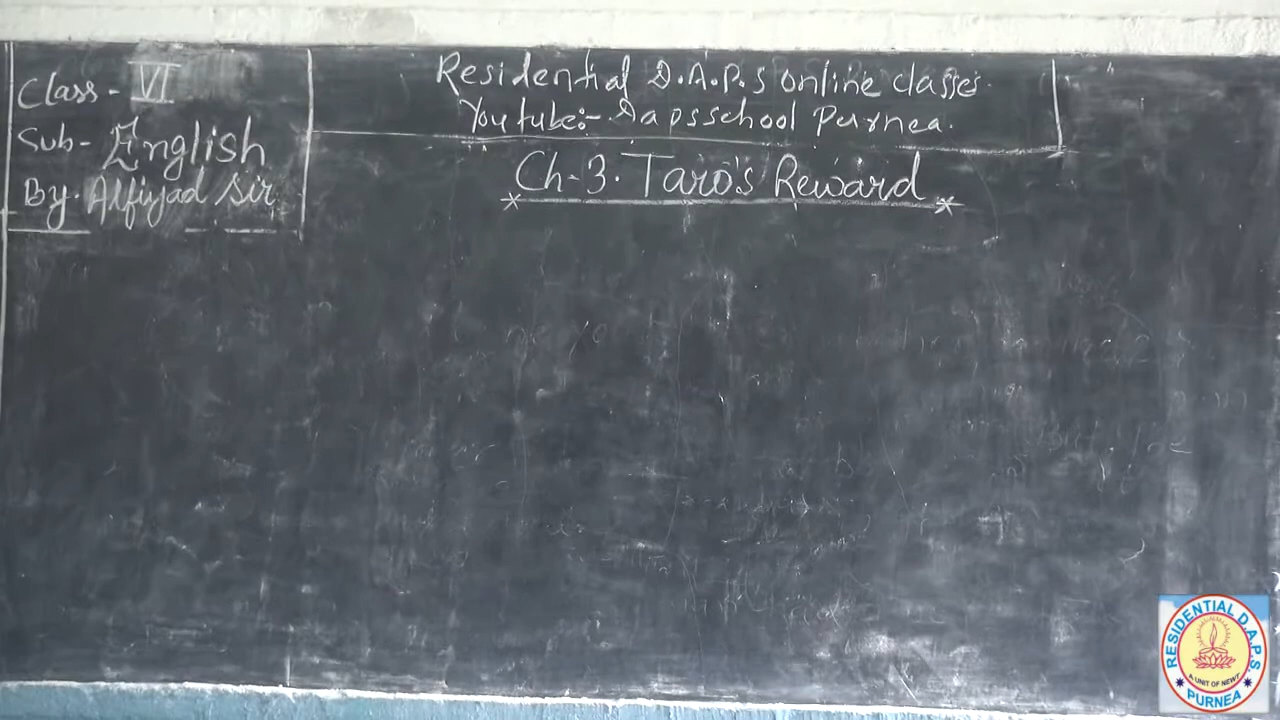 Class - VI
Sub - English
By. Alfiyad Sir
Residential D.A.P.S online classes.
Youtube:- Dapsschool Purnea.
Ch-3. Taro's Reward
RESIDENTIAL D.A.P.S
A UNIT OF NEWT
PURNEA